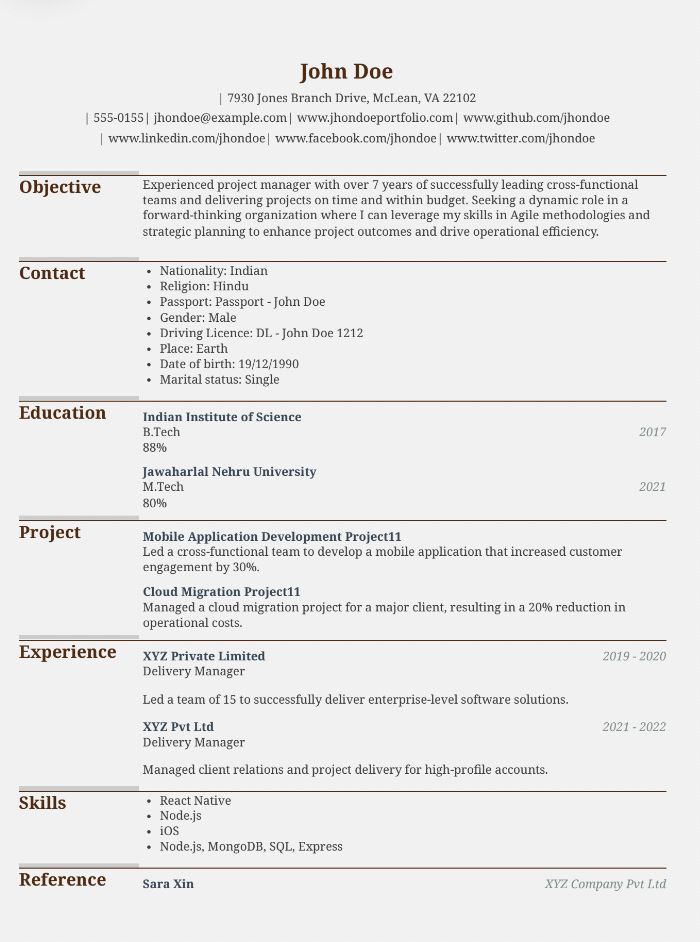 John Doe
| 7930 Jones Branch Drive, McLean, VA 22102
| 555-0155| jhondoe@example.com| www.jhondoeportfolio.com| www.github.com/jhondoe
| www.linkedin.com/jhondoe| www.facebook.com/jhondoe| www.twitter.com/jhondoe
Objective
Experienced project manager with over 7 years of successfully leading cross-functional
teams and delivering projects on time and within budget. Seeking a dynamic role in a
forward-thinking organization where I can leverage my skills in Agile methodologies and
strategic planning to enhance project outcomes and drive operational efficiency.
Contact
• Nationality: Indian
• Religion: Hindu
• Passport: Passport - John Doe
• Gender: Male
• Driving Licence: DL - John Doe 1212
• Place: Earth
• Date of birth: 19/12/1990
• Marital status: Single
Education
Indian Institute of Science
B.Tech 2017
88%
Jawaharlal Nehru University
M.Tech 2021
80%
Project
Mobile Application Development Project11
Led a cross-functional team to develop a mobile application that increased customer
engagement by 30%.
Cloud Migration Project11
Managed a cloud migration project for a major client, resulting in a 20% reduction in
operational costs.
Experience
XYZ Private Limited 2019 - 2020
Delivery Manager
Led a team of 15 to successfully deliver enterprise-level software solutions.
XYZ Pvt Ltd 2021 - 2022
Delivery Manager
Managed client relations and project delivery for high-profile accounts.
Skills
• React Native
• Node.js
• iOS
• Node.js, MongoDB, SQL, Express
Reference
Sara Xin XYZ Company Pvt Ltd